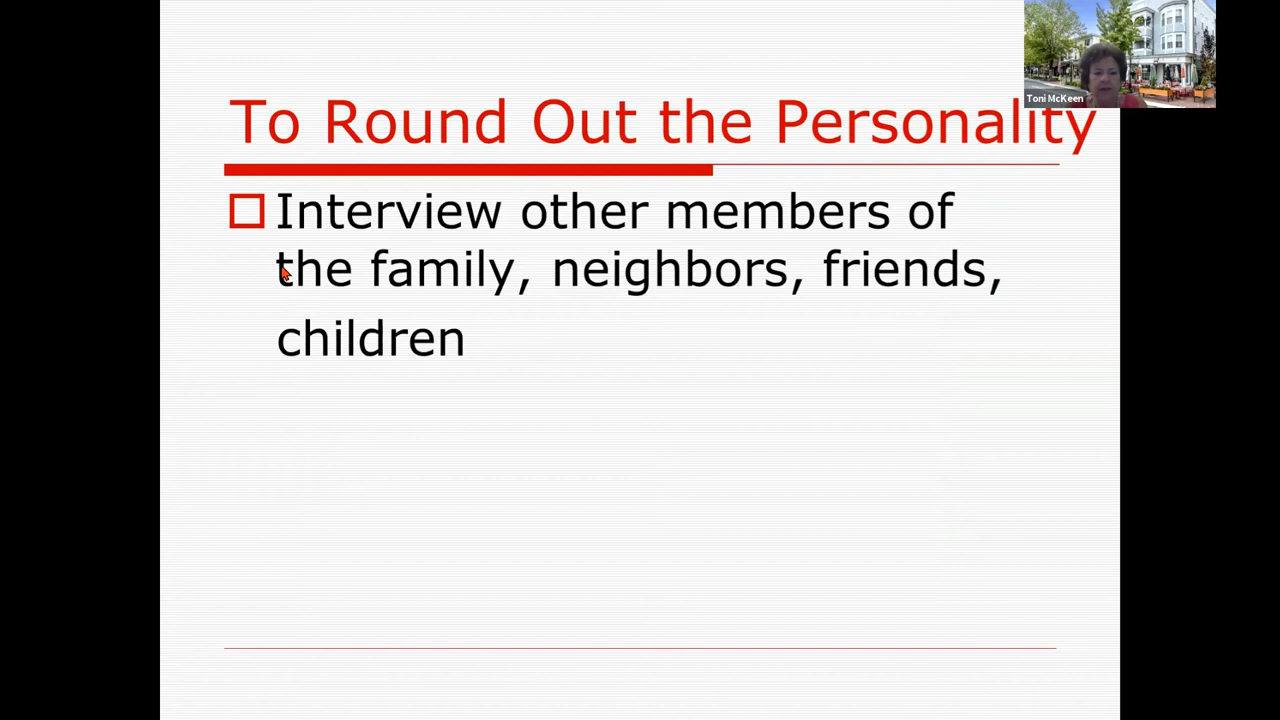 Toni McKeen
To Round Out the Personality
Interview other members of
the family, neighbors, friends,
children